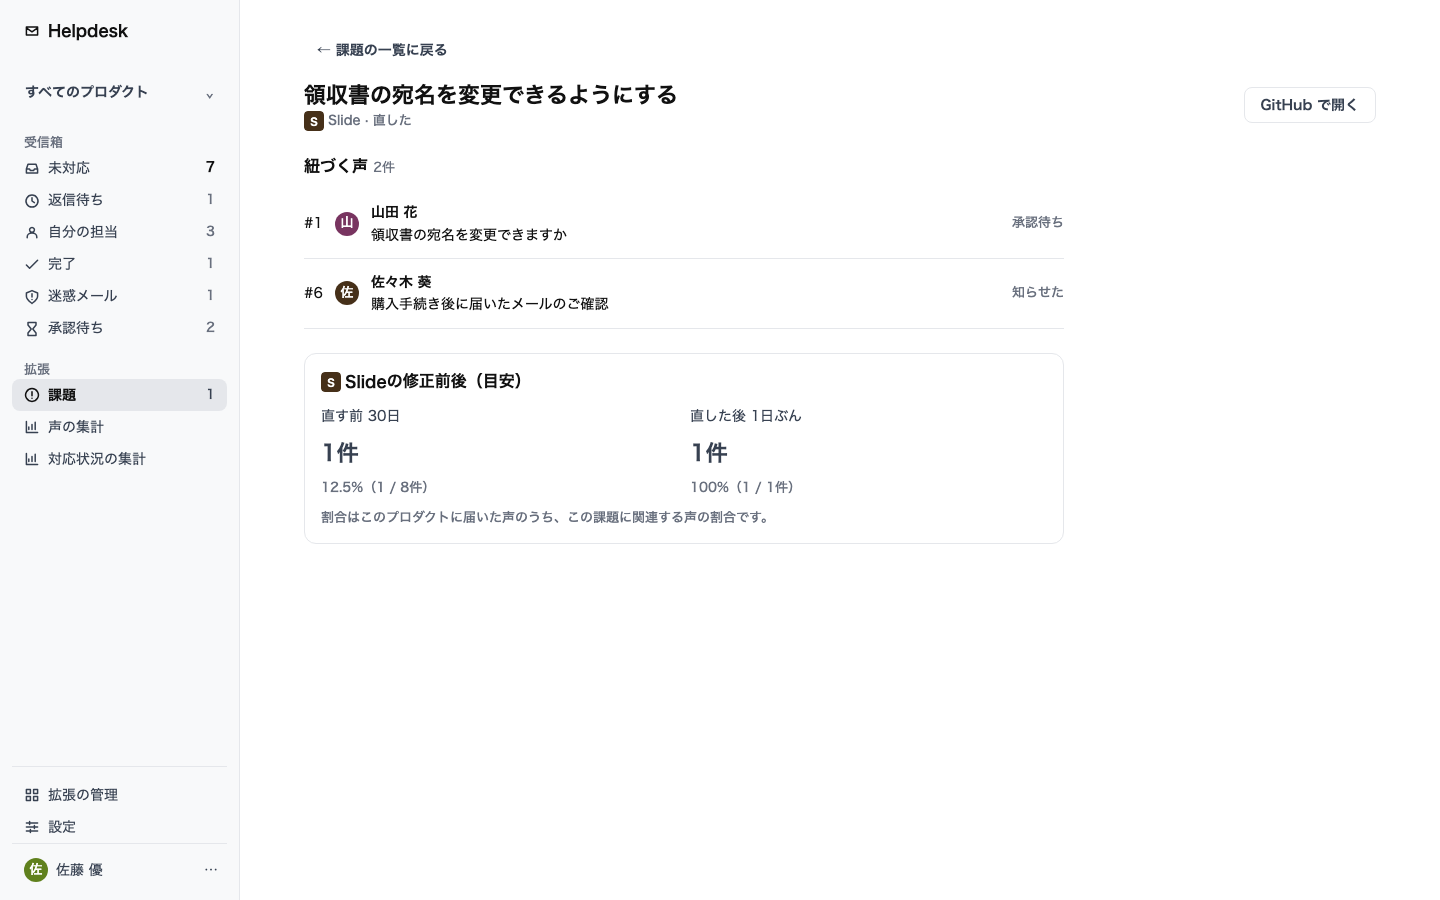 Helpdesk
すべてのプロダクト
受信箱
未対応 7
返信待ち 1
自分の担当 3
完了 1
迷惑メール 1
承認待ち 2
拡張
課題 1
声の集計
対応状況の集計
拡張の管理
設定
佐 佐藤 優 …
← 課題の一覧に戻る
領収書の宛名を変更できるようにする
GitHub で開く
S Slide · 直した
紐づく声 2件
#1 山 山田 花
領収書の宛名を変更できますか
承認待ち
#6 佐 佐々木 葵
購入手続き後に届いたメールのご確認
知らせた
S Slideの修正前後（目安）
直す前 30日
1件
12.5%（1 / 8件）
直した後 1日ぶん
1件
100%（1 / 1件）
割合はこのプロダクトに届いた声のうち、この課題に関連する声の割合です。